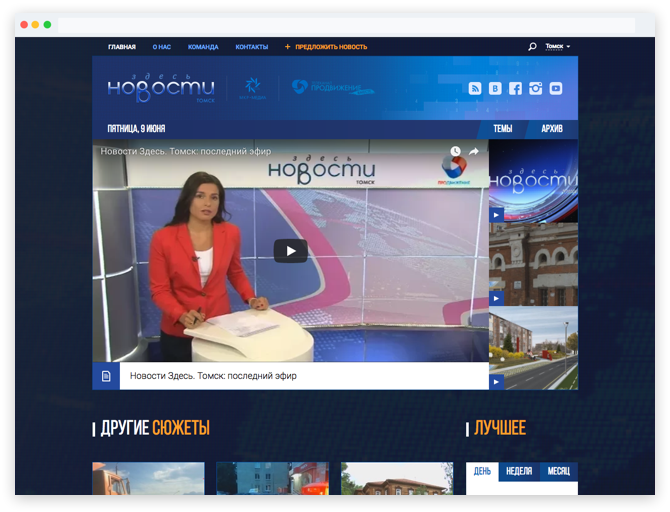 ГЛАВНАЯ О НАС КОМАНДА КОНТАКТЫ + ПРЕДЛОЖИТЬ НОВОСТЬ Томск
здесь
новости
ТОМСК
ПРОДВИЖЕНИЕ
ПЯТНИЦА, 9 ИЮНЯ ТЕМЫ АРХИВ
Новости Здесь. Томск: последний эфир
здесь
новости
ТОМСК
здесь
новости
Новости Здесь. Томск: последний эфир
ДРУГИЕ СЮЖЕТЫ ЛУЧШЕЕ
ДЕНЬ НЕДЕЛЯ МЕСЯЦ